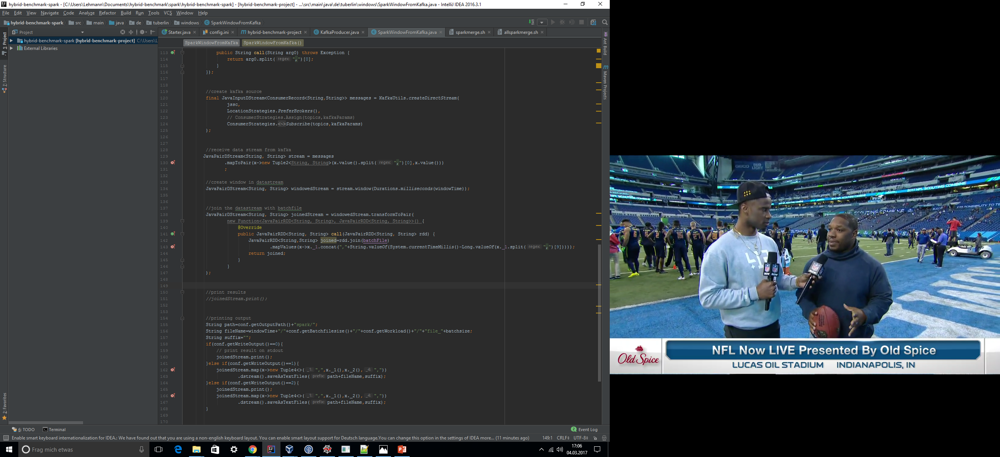 hybrid-benchmark-spark - [C:\Users\Lehmann\Documents\hybrid-benchmark\spark\hybrid-benchmark-spark] - [hybrid-benchmark-project] - ...\src\main\java\de\tuberlin\windows\SparkWindowFromKafka.java - IntelliJ IDEA 2016.3.1
File Edit View Navigate Code Analyze Refactor Build Run Tools VCS Window Help
hybrid-benchmark-spark src main java de tuberlin windows SparkWindowFromKafka
Project
Starter.java config.ini hybrid-benchmark-project KafkaProducer.java SparkWindowFromKafka.java sparkmerge.sh allsparkmerge.sh
hybrid-benchmark-spark [hybrid-benchmark-project] C:\Users\L
External Libraries
1: Project
7: Structure
2: Favorites
Ant Build
Maven Projects
SparkWindowFromKafka SparkWindowFromKafka()
113 public String call(String arg0) throws Exception {
114 return arg0.split( regex: ",")[0];
115 }
116 });
117
118
119 //create kafka source
120 final JavaInputDStream<ConsumerRecord<String,String>> messages = KafkaUtils.createDirectStream(
121 jssc,
122 LocationStrategies.PreferBrokers(),
123 // ConsumerStrategies.Assign(topics,kafkaParams)
124 ConsumerStrategies.<~>Subscribe(topics,kafkaParams)
125 );
126
127
128 //receive data stream from kafka
129 JavaPairDStream<String, String> stream = messages
130 .mapToPair(x->new Tuple2<String, String>(x.value().split( regex: ",")[0],x.value()))
131 ;
132
133 //create window in datastream
134 JavaPairDStream<String, String> windowedStream = stream.window(Durations.milliseconds(windowTime));
135
136
137 //join the datastream with batchfile
138 JavaPairDStream<String, String> joinedStream = windowedStream.transformToPair(
139 new Function<JavaPairRDD<String, String>, JavaPairRDD<String, String>>() {
140 @Override
141 public JavaPairRDD<String, String> call(JavaPairRDD<String, String> rdd) {
142 JavaPairRDD<String,String> joined=rdd.join(batchFile)
143 .mapValues(x->x._1.concat(","+String.valueOf(System.currentTimeMillis()-Long.valueOf(x._1.split( regex: ",")[9]))));
144 return joined;
145 }
146 }
147 );
148
149
150 //print results
151 //joinedStream.print();
152
153
154 //printing output
155 String path=conf.getOutputPath()+"spark/";
156 String fileName=windowTime+"/"+conf.getBatchfilesize()+"/"+conf.getWorkload()+"/"+"file_"+batchsize;
157 String suffix="";
158 if(conf.getWriteOutput()==0){
159 // print result on stdout
160 joinedStream.print();
161 }else if(conf.getWriteOutput()==1){
162 joinedStream.map(x->new Tuple4<>( _1: ",",x._1(),x._2(), _4: ","))
163 .dstream().saveAsTextFiles( prefix: path+fileName,suffix);
164 }else if(conf.getWriteOutput()==2){
165 joinedStream.print();
166 joinedStream.map(x->new Tuple4<>( _1: ",",x._1(),x._2(), _4: ","))
167 .dstream().saveAsTextFiles( prefix: path+fileName,suffix);
168 }
169
170
6: TODO Terminal
2 Event Log
Enable smart keyboard internationalization for IDEA.: We have found out that you are using a non-english keyboard layout. You can enable smart layout support for Deutsch language.You can change this option in the settings of IDEA more... (11 minutes ago)
149:1 CRLF UTF-8
Frag mich etwas
17:06
04.03.2017
GEICO BUD LIGHT
2017 NFL SCOUTING COMBINE
NFL SCOUTING COMBINE
NFL NOW NFL NOW
NFL
Old Spice
NFL Now LIVE Presented By Old Spice
LUCAS OIL STADIUM INDIANAPOLIS, IN